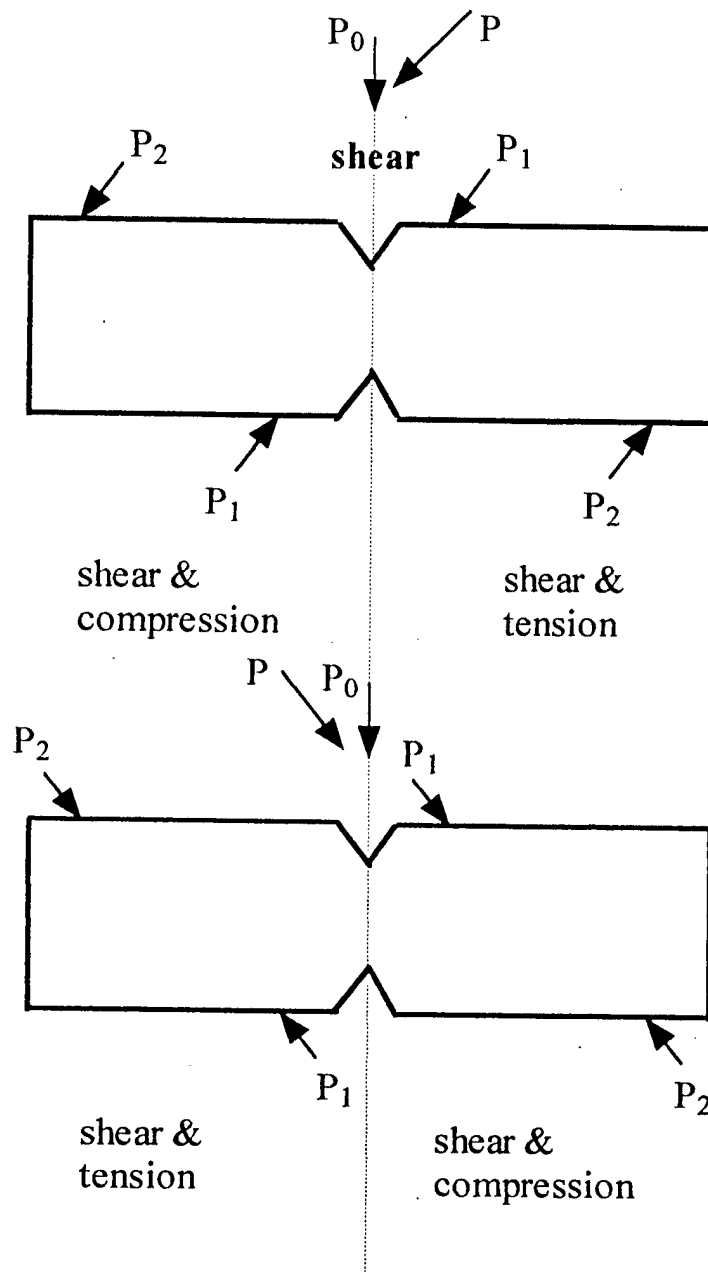 P₀ P
P₂ shear P₁
P₁ P₂
shear & shear &
compression tension
P P₀
P₂ P₁
P₁ P₂
shear & shear &
tension compression